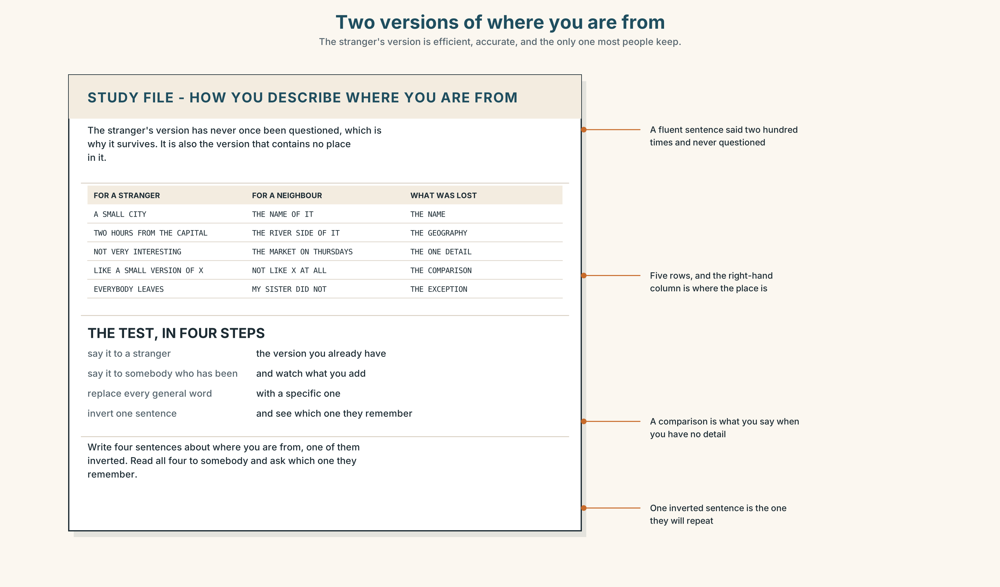 Two versions of where you are from
The stranger's version is efficient, accurate, and the only one most people keep.
STUDY FILE - HOW YOU DESCRIBE WHERE YOU ARE FROM
The stranger's version has never once been questioned, which is
why it survives. It is also the version that contains no place
in it.
FOR A STRANGER FOR A NEIGHBOUR WHAT WAS LOST
A SMALL CITY THE NAME OF IT THE NAME
TWO HOURS FROM THE CAPITAL THE RIVER SIDE OF IT THE GEOGRAPHY
NOT VERY INTERESTING THE MARKET ON THURSDAYS THE ONE DETAIL
LIKE A SMALL VERSION OF X NOT LIKE X AT ALL THE COMPARISON
EVERYBODY LEAVES MY SISTER DID NOT THE EXCEPTION
THE TEST, IN FOUR STEPS
say it to a stranger the version you already have
say it to somebody who has been and watch what you add
replace every general word with a specific one
invert one sentence and see which one they remember
Write four sentences about where you are from, one of them
inverted. Read all four to somebody and ask which one they
remember.
A fluent sentence said two hundred
times and never questioned
Five rows, and the right-hand
column is where the place is
A comparison is what you say when
you have no detail
One inverted sentence is the one
they will repeat